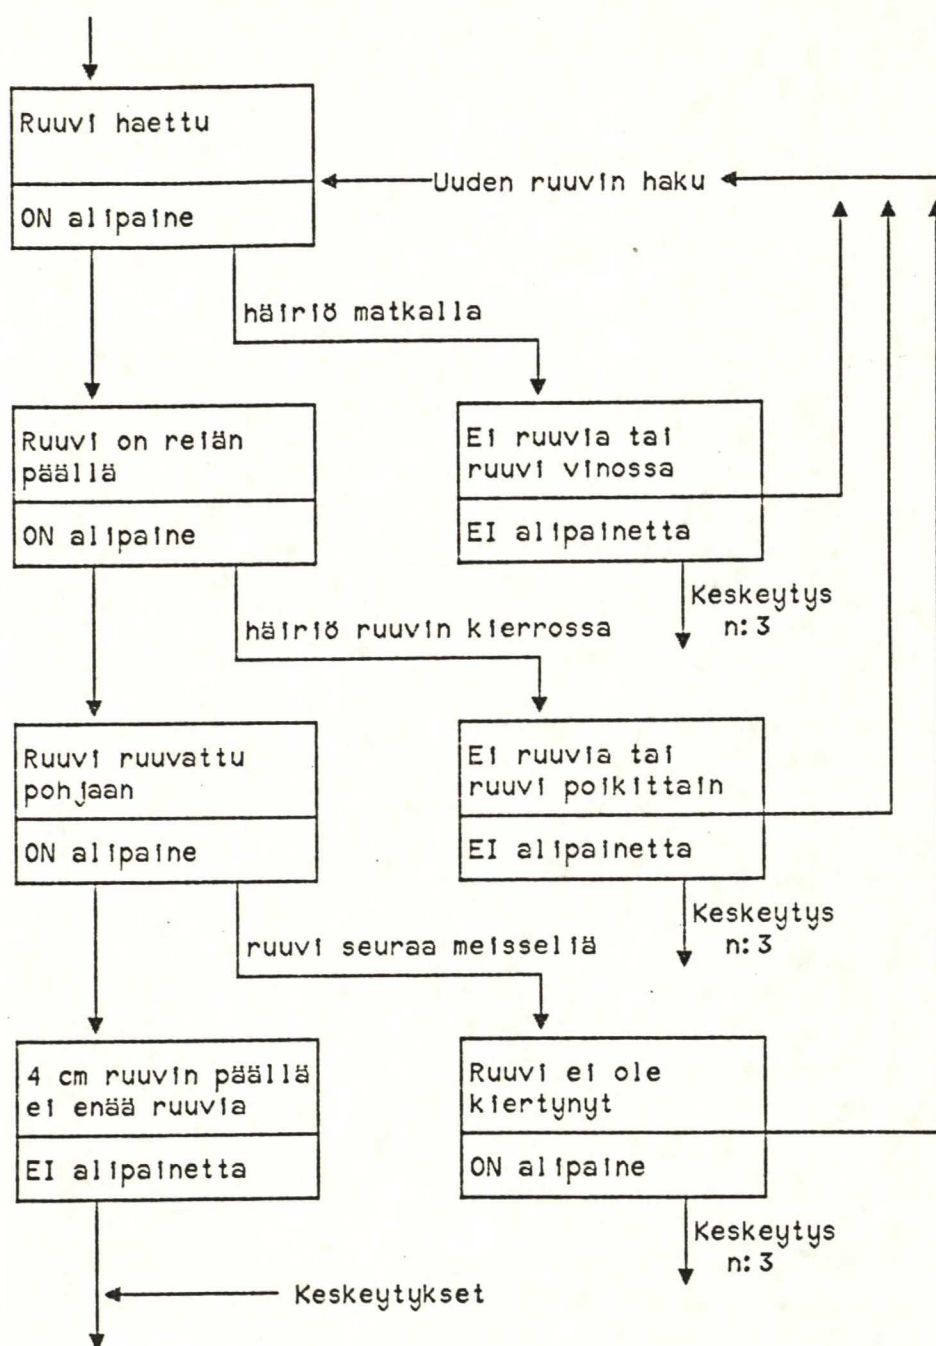 Ruuvi haettu
Uuden ruuvin haku
ON alipaine
häiriö matkalla
Ruuvi on reiän
päällä
ON alipaine
Ei ruuvia tai
ruuvi vinossa
EI alipainetta
Keskeytys
n:3
häiriö ruuvin kierrossa
Ruuvi ruuvattu
pohjaan
ON alipaine
Ei ruuvia tai
ruuvi poikittain
EI alipainetta
Keskeytys
n:3
ruuvi seuraa meisseliä
4 cm ruuvin päällä
ei enää ruuvia
EI alipainetta
Ruuvi ei ole
kiertynyt
ON alipaine
Keskeytys
n:3
Keskeytykset